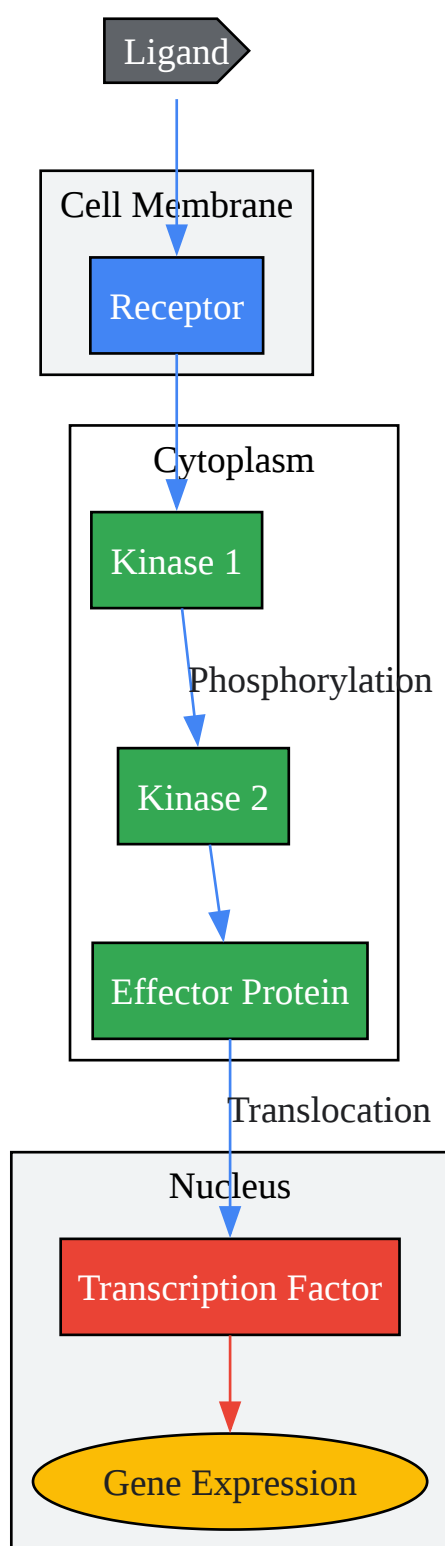 Ligand
Cell Membrane
Receptor
Cytoplasm
Kinase 1
Phosphorylation
Kinase 2
Effector Protein
Translocation
Nucleus
Transcription Factor
Gene Expression